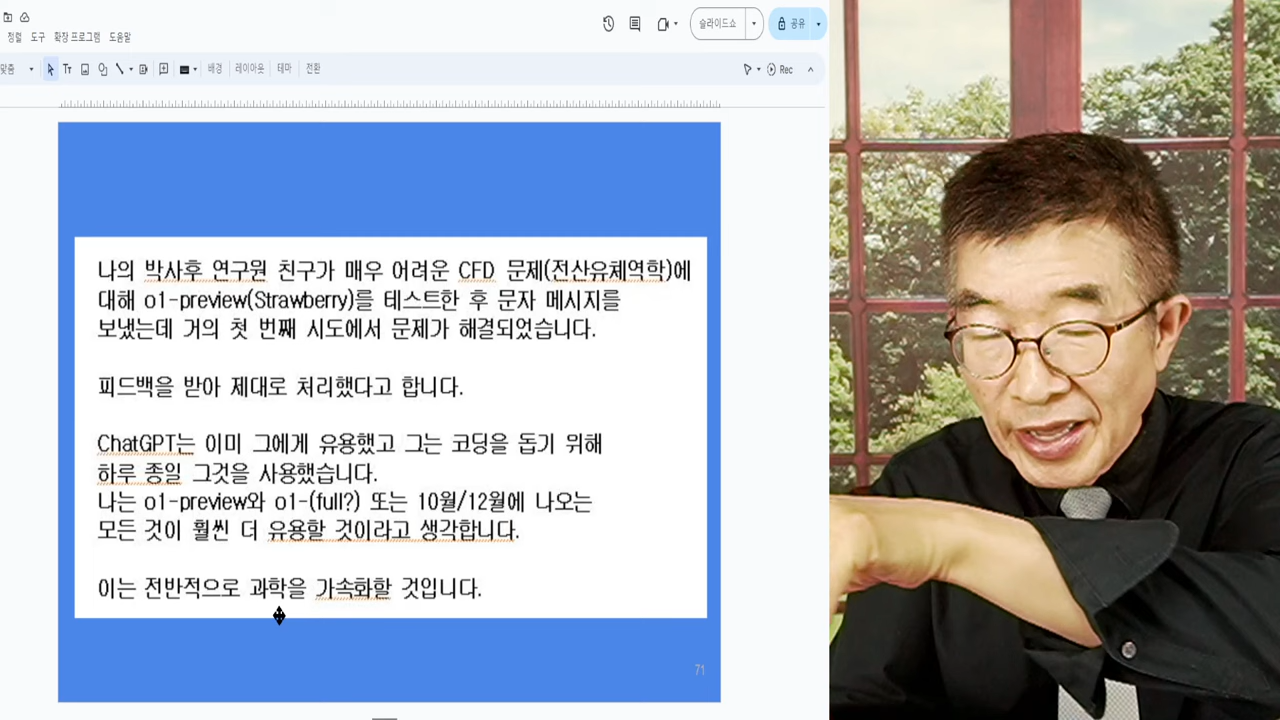 정렬 도구 확장 프로그램 도움말
슬라이드쇼
공유
맞춤
Tт
배경 레이아웃 테마 전환
Rec
나의 박사후 연구원 친구가 매우 어려운 CFD 문제(전산유체역학)에
대해 o1-preview(Strawberry)를 테스트한 후 문자 메시지를
보냈는데 거의 첫 번째 시도에서 문제가 해결되었습니다.
피드백을 받아 제대로 처리했다고 합니다.
ChatGPT는 이미 그에게 유용했고 그는 코딩을 돕기 위해
하루 종일 그것을 사용했습니다.
나는 o1-preview와 o1-(full?) 또는 10월/12월에 나오는
모든 것이 훨씬 더 유용할 것이라고 생각합니다.
이는 전반적으로 과학을 가속화할 것입니다.
71